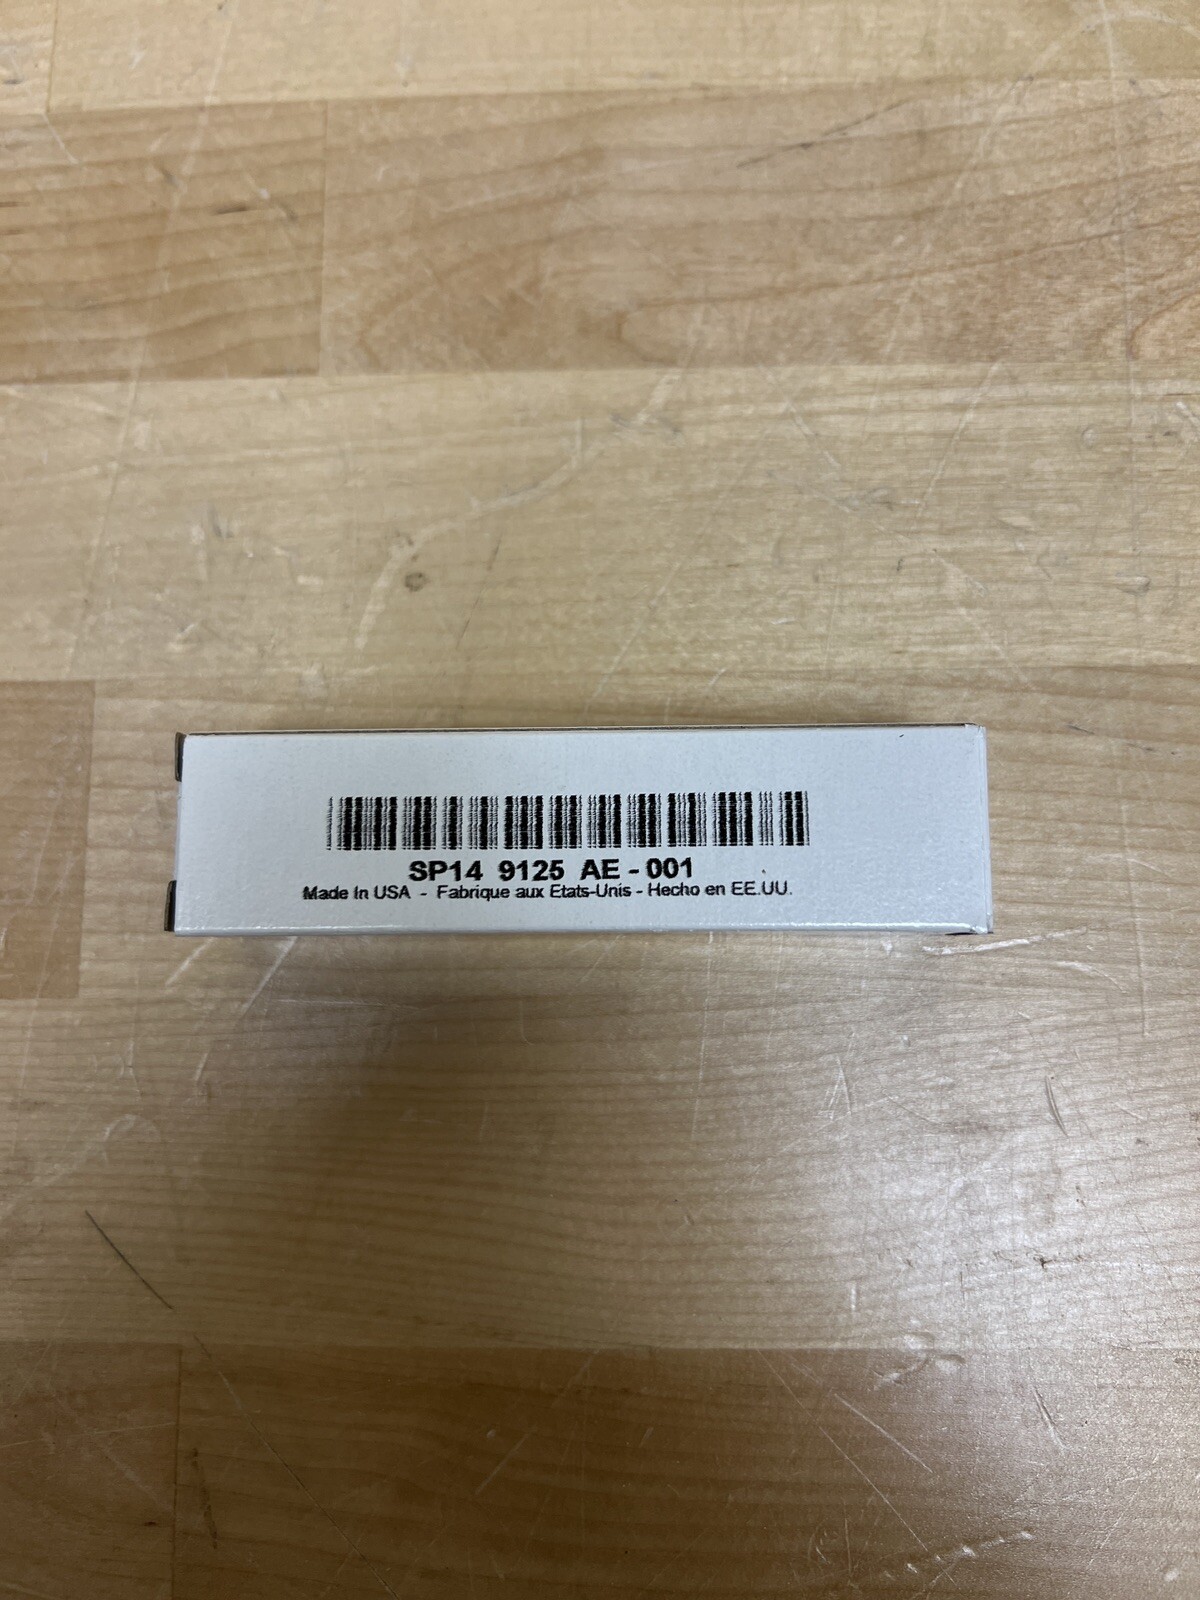 SP14 9125 AE - 001
Made In USA - Fabrique aux Etats-Unis - Hecho en EE.UU.